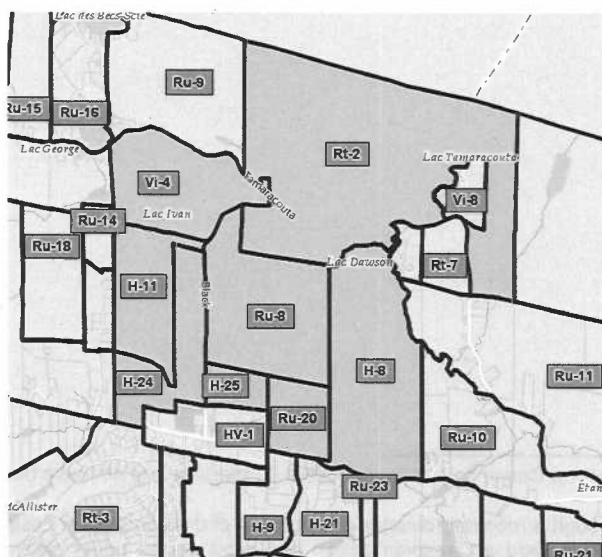 Lac des Becs-Scie
Ru-9
Ru-15
Ru-16
Lac George
Rt-2
Lac Tamaracouta
Vi-4
Tamaracouta
Vi-8
Lac Ivan
Ru-14
Ru-18
Lac Dawson
Rt-7
H-11
Black
Ru-8
H-24
H-25
H-8
Ru-11
Ru-20
HV-1
Ru-10
Ru-23
Étan
McAllister
Rt-3
H-9
H-21
Ru-21